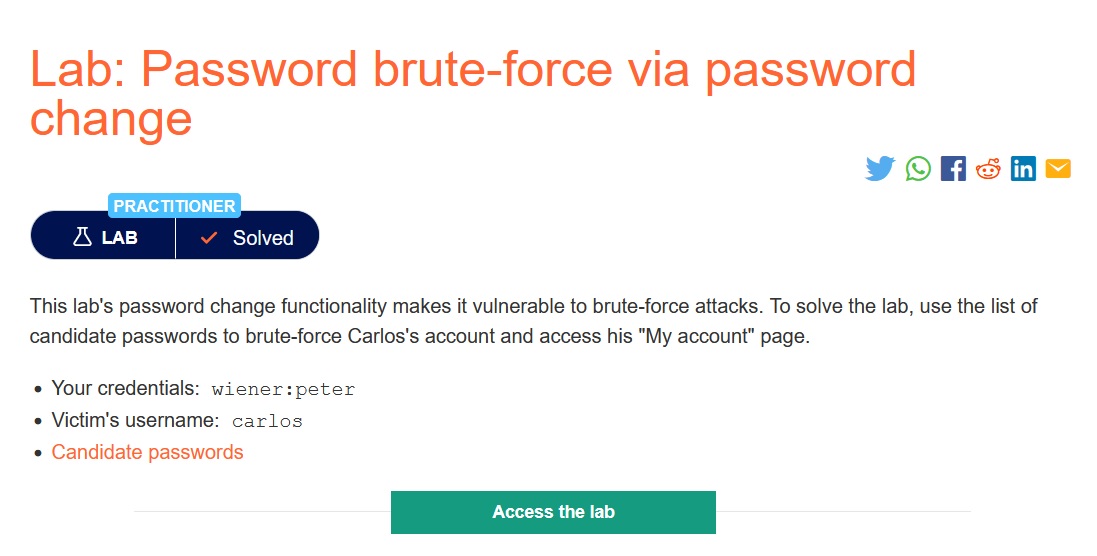 Lab: Password brute-force via password
change
PRACTITIONER
LAB
Solved
This lab's password change functionality makes it vulnerable to brute-force attacks. To solve the lab, use the list of
candidate passwords to brute-force Carlos's account and access his "My account" page.
• Your credentials: wiener:peter
• Victim's username: carlos
• Candidate passwords
Access the lab